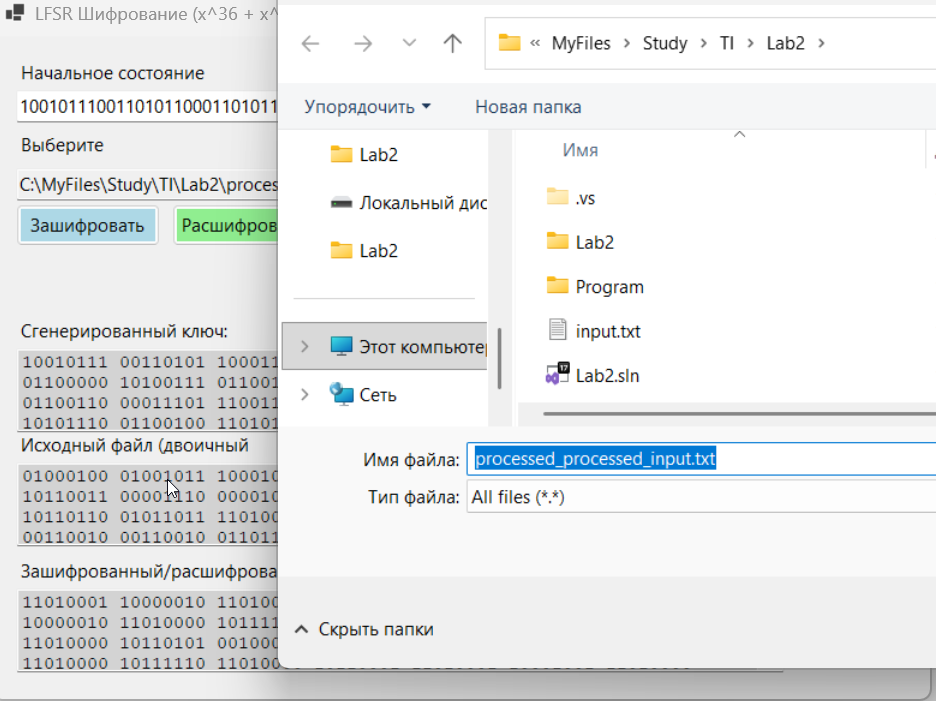 LFSR Шифрование (x^36 + x^
Начальное состояние
10010111001101011000110101
Выберите
C:\MyFiles\Study\TI\Lab2\proces
Зашифровать
Расшифров
Сгенерированный ключ:
10010111 00110101 100011
01100000 10100111 011001
01100110 00011101 110011
10101110 01100100 110101
Исходный файл (двоичный
01000100 01001011 100010
10110011 00001110 000010
10110110 01011011 110100
00110010 00110010 011011
Зашифрованный/расшифрова
11010001 10000010 110100
10000010 11010000 101111
11010000 10110101 001000
11010000 10111110 110100
« MyFiles › Study › TI › Lab2 ›
Упорядочить
Новая папка
Lab2
Локальный дис
Lab2
Этот компьютер
Сеть
Имя
.vs
Lab2
Program
input.txt
Lab2.sln
Имя файла: processed_processed_input.txt
Тип файла: All files (*.*)
Скрыть папки